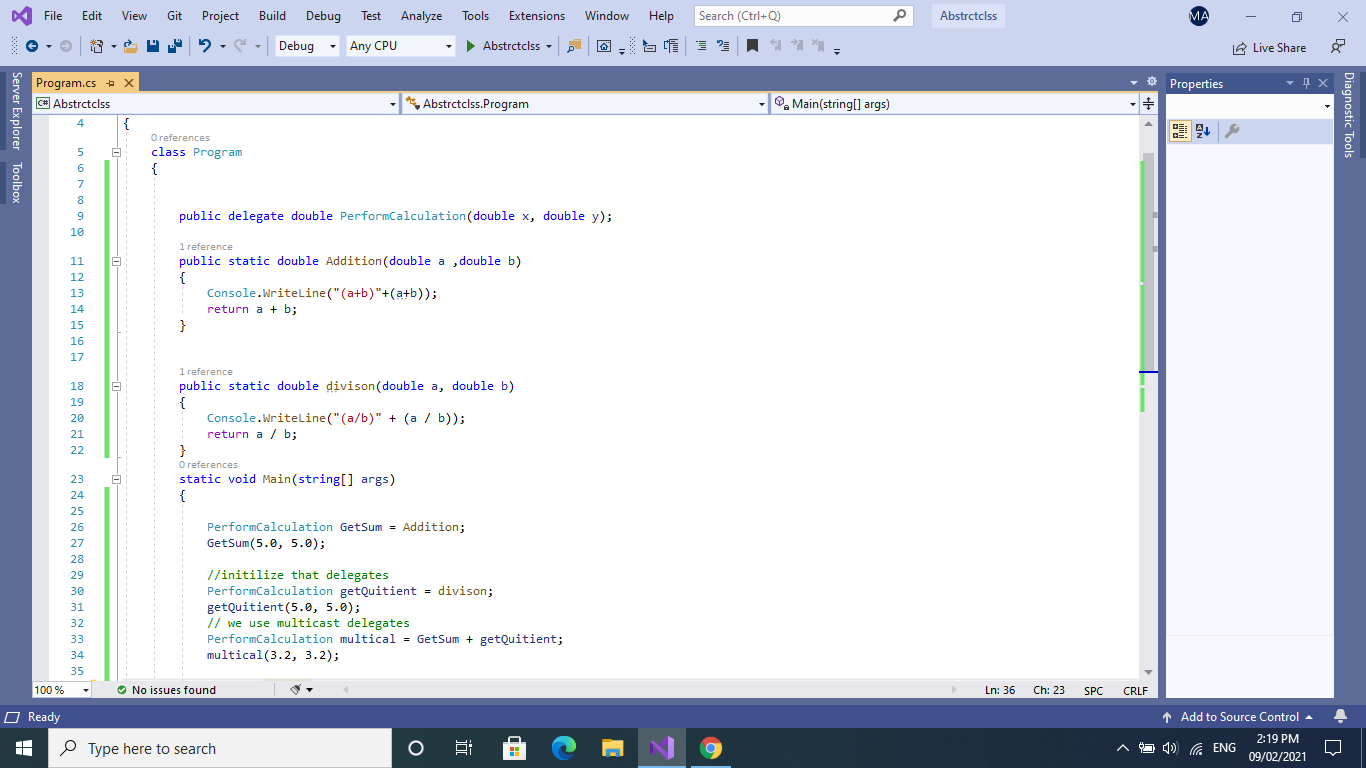 File Edit View Git Project Build Debug Test Analyze Tools Extensions Window Help Search (Ctrl+Q) Abstrctclss MA
Debug Any CPU Abstrctclss Live Share
Server Explorer
Toolbox
Program.cs
Abstrctclss Abstrctclss.Program Main(string[] args)
4 {
0 references
5 class Program
6 {
7
8
9 public delegate double PerformCalculation(double x, double y);
10
1 reference
11 public static double Addition(double a ,double b)
12 {
13 Console.WriteLine("(a+b)"+(a+b));
14 return a + b;
15 }
16
17
1 reference
18 public static double divison(double a, double b)
19 {
20 Console.WriteLine("(a/b)" + (a / b));
21 return a / b;
22 }
0 references
23 static void Main(string[] args)
24 {
25
26 PerformCalculation GetSum = Addition;
27 GetSum(5.0, 5.0);
28
29 //initilize that delegates
30 PerformCalculation getQuitient = divison;
31 getQuitient(5.0, 5.0);
32 // we use multicast delegates
33 PerformCalculation multical = GetSum + getQuitient;
34 multical(3.2, 3.2);
35
100 % No issues found Ln: 36 Ch: 23 SPC CRLF
Properties
Diagnostic Tools
Ready Add to Source Control
Type here to search ENG 2:19 PM
09/02/2021